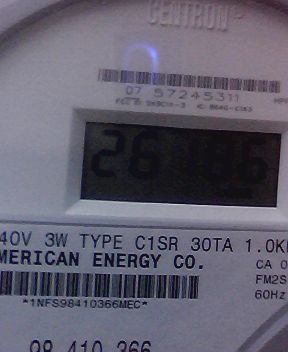 CENTRON
07 57245311
26186
40V 3W TYPE C1SR 30TA 1.0K
MERICAN ENERGY CO.
CA 0
FM2S
60Hz
*1NFS98410366MEC*
98 410 366